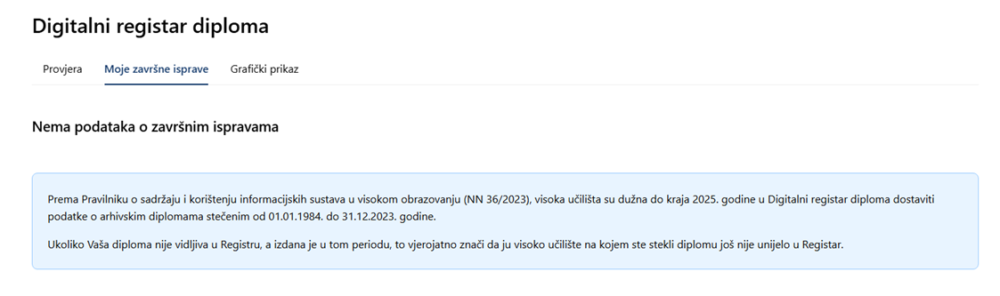 Digitalni registar diploma
Provjera
Moje završne isprave
Grafički prikaz
Nema podataka o završnim ispravama
Prema Pravilniku o sadržaju i korištenju informacijskih sustava u visokom obrazovanju (NN 36/2023), visoka učilišta su dužna do kraja 2025. godine u Digitalni registar diploma dostaviti
podatke o arhivskim diplomama stečenim od 01.01.1984. do 31.12.2023. godine.
Ukoliko Vaša diploma nije vidljiva u Registru, a izdana je u tom periodu, to vjerojatno znači da ju visoko učilište na kojem ste stekli diplomu još nije unijelo u Registar.